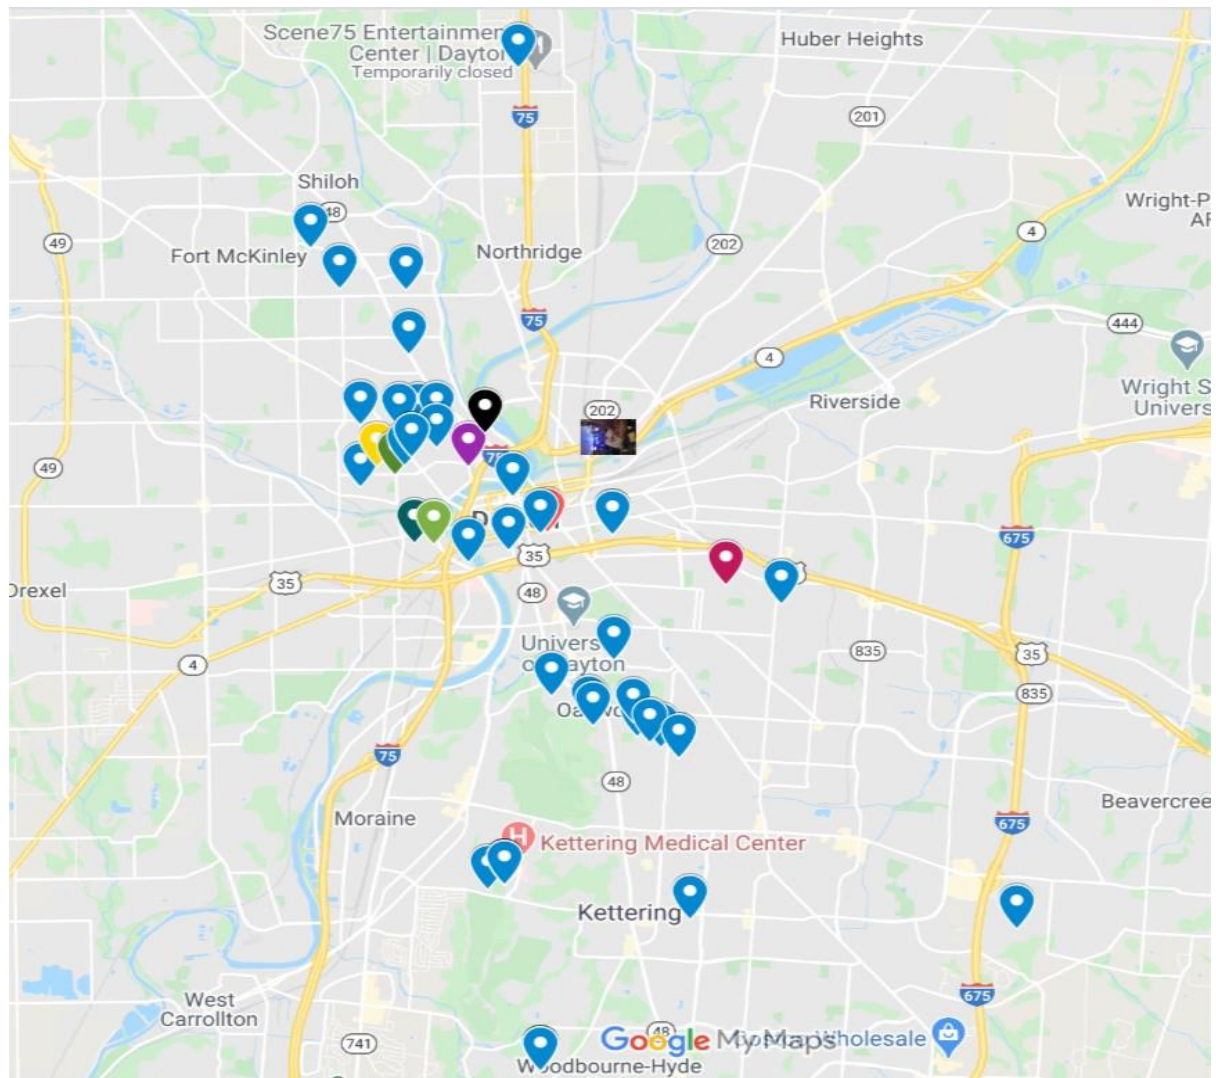 Scene75 Entertainment
Center | Dayton
Temporarily closed
Huber Heights
75
201
Shiloh
48
Wright-P
AF
49
Fort McKinley
Northridge
202
4
75
444
4
Wright S
Univers
202
Riverside
49
75
675
35
35
Drexel
48
Univers
o
ayton
835
4
35
835
75
48
Beavercree
Moraine
675
Kettering Medical Center
Kettering
675
West
Carrollton
741
48
Google My Maps
holesale
Woodbourne-Hyde